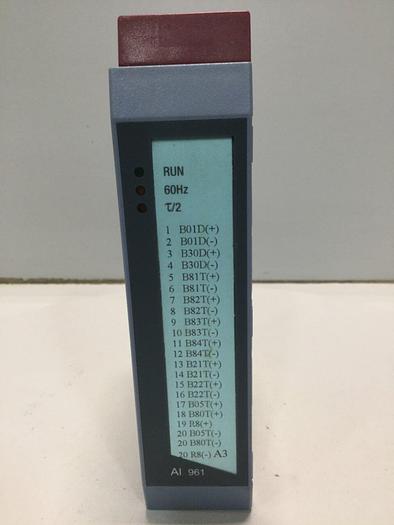 RUN
60Hz
τ/2
1 B01D(+)
2 B01D(-)
3 B30D(+)
4 B30D(-)
5 B81T(+)
6 B81T(-)
7 B82T(+)
8 B82T(-)
9 B83T(+)
10 B83T(-)
11 B84T(+)
12 B84T(-)
13 B21T(+)
14 B21T(-)
15 B22T(+)
16 B22T(-)
17 B05T(+)
18 B80T(+)
19 R8(+)
20 B05T(-)
20 B80T(-)
20 R8(-) A3
AI 961